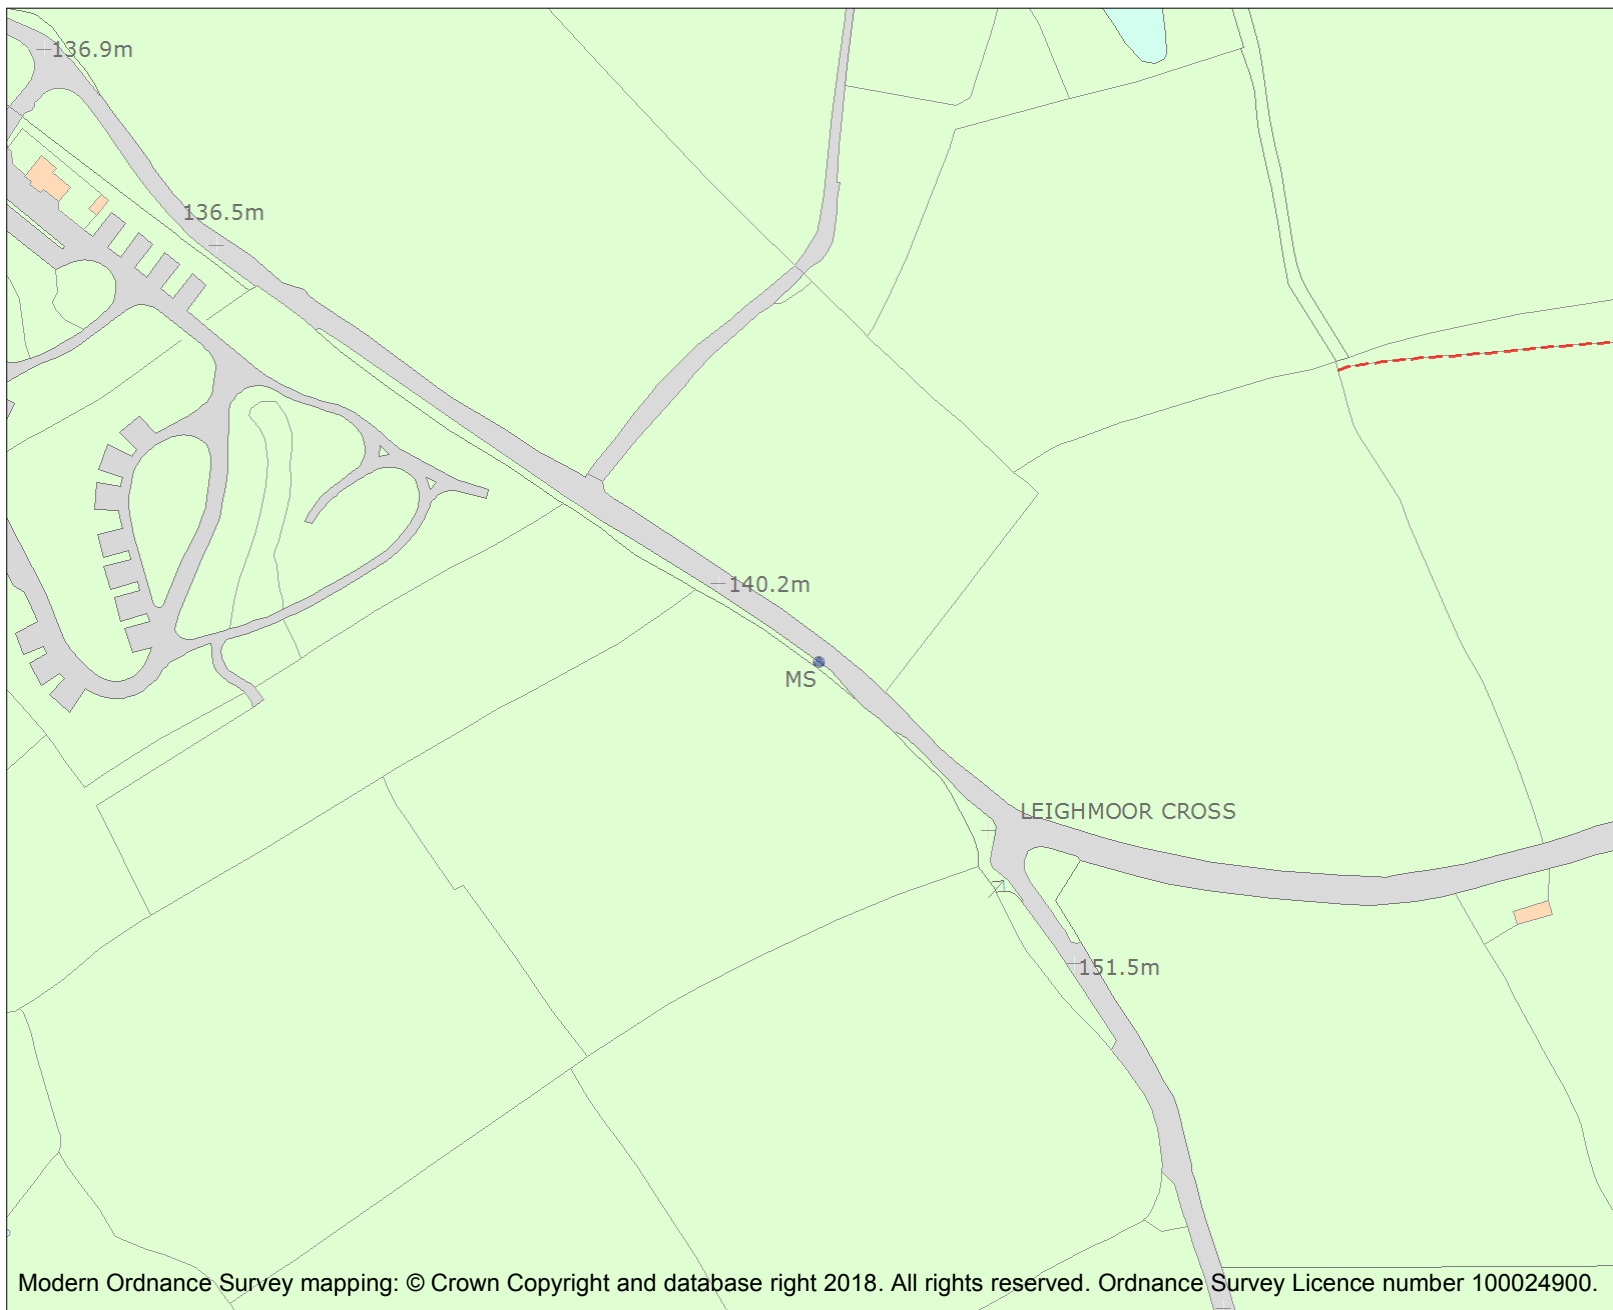 136.9m
136.5m
140.2m
MS
LEIGHMOOR CROSS
151.5m
Modern Ordnance Survey mapping: © Crown Copyright and database right 2018. All rights reserved. Ordnance Survey Licence number 100024900.